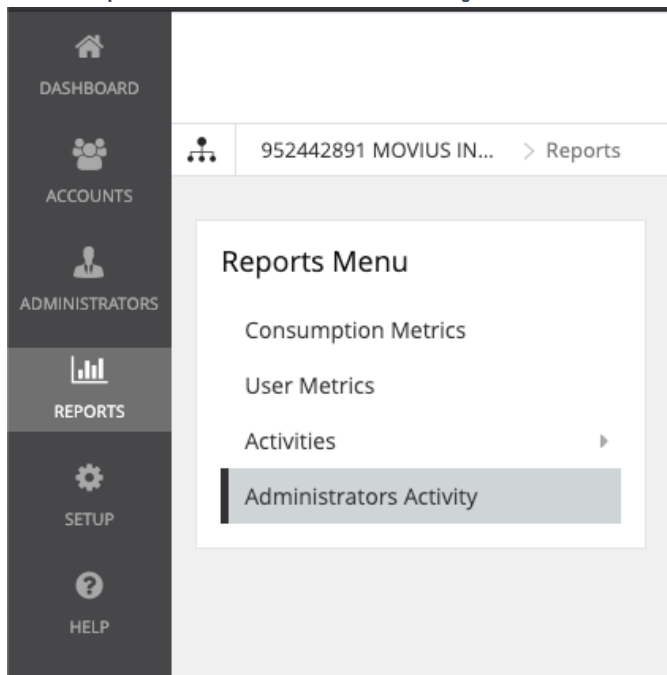 DASHBOARD
ACCOUNTS
ADMINISTRATORS
REPORTS
SETUP
HELP
952442891 MOVIUS IN... > Reports
Reports Menu
Consumption Metrics
User Metrics
Activities
Administrators Activity